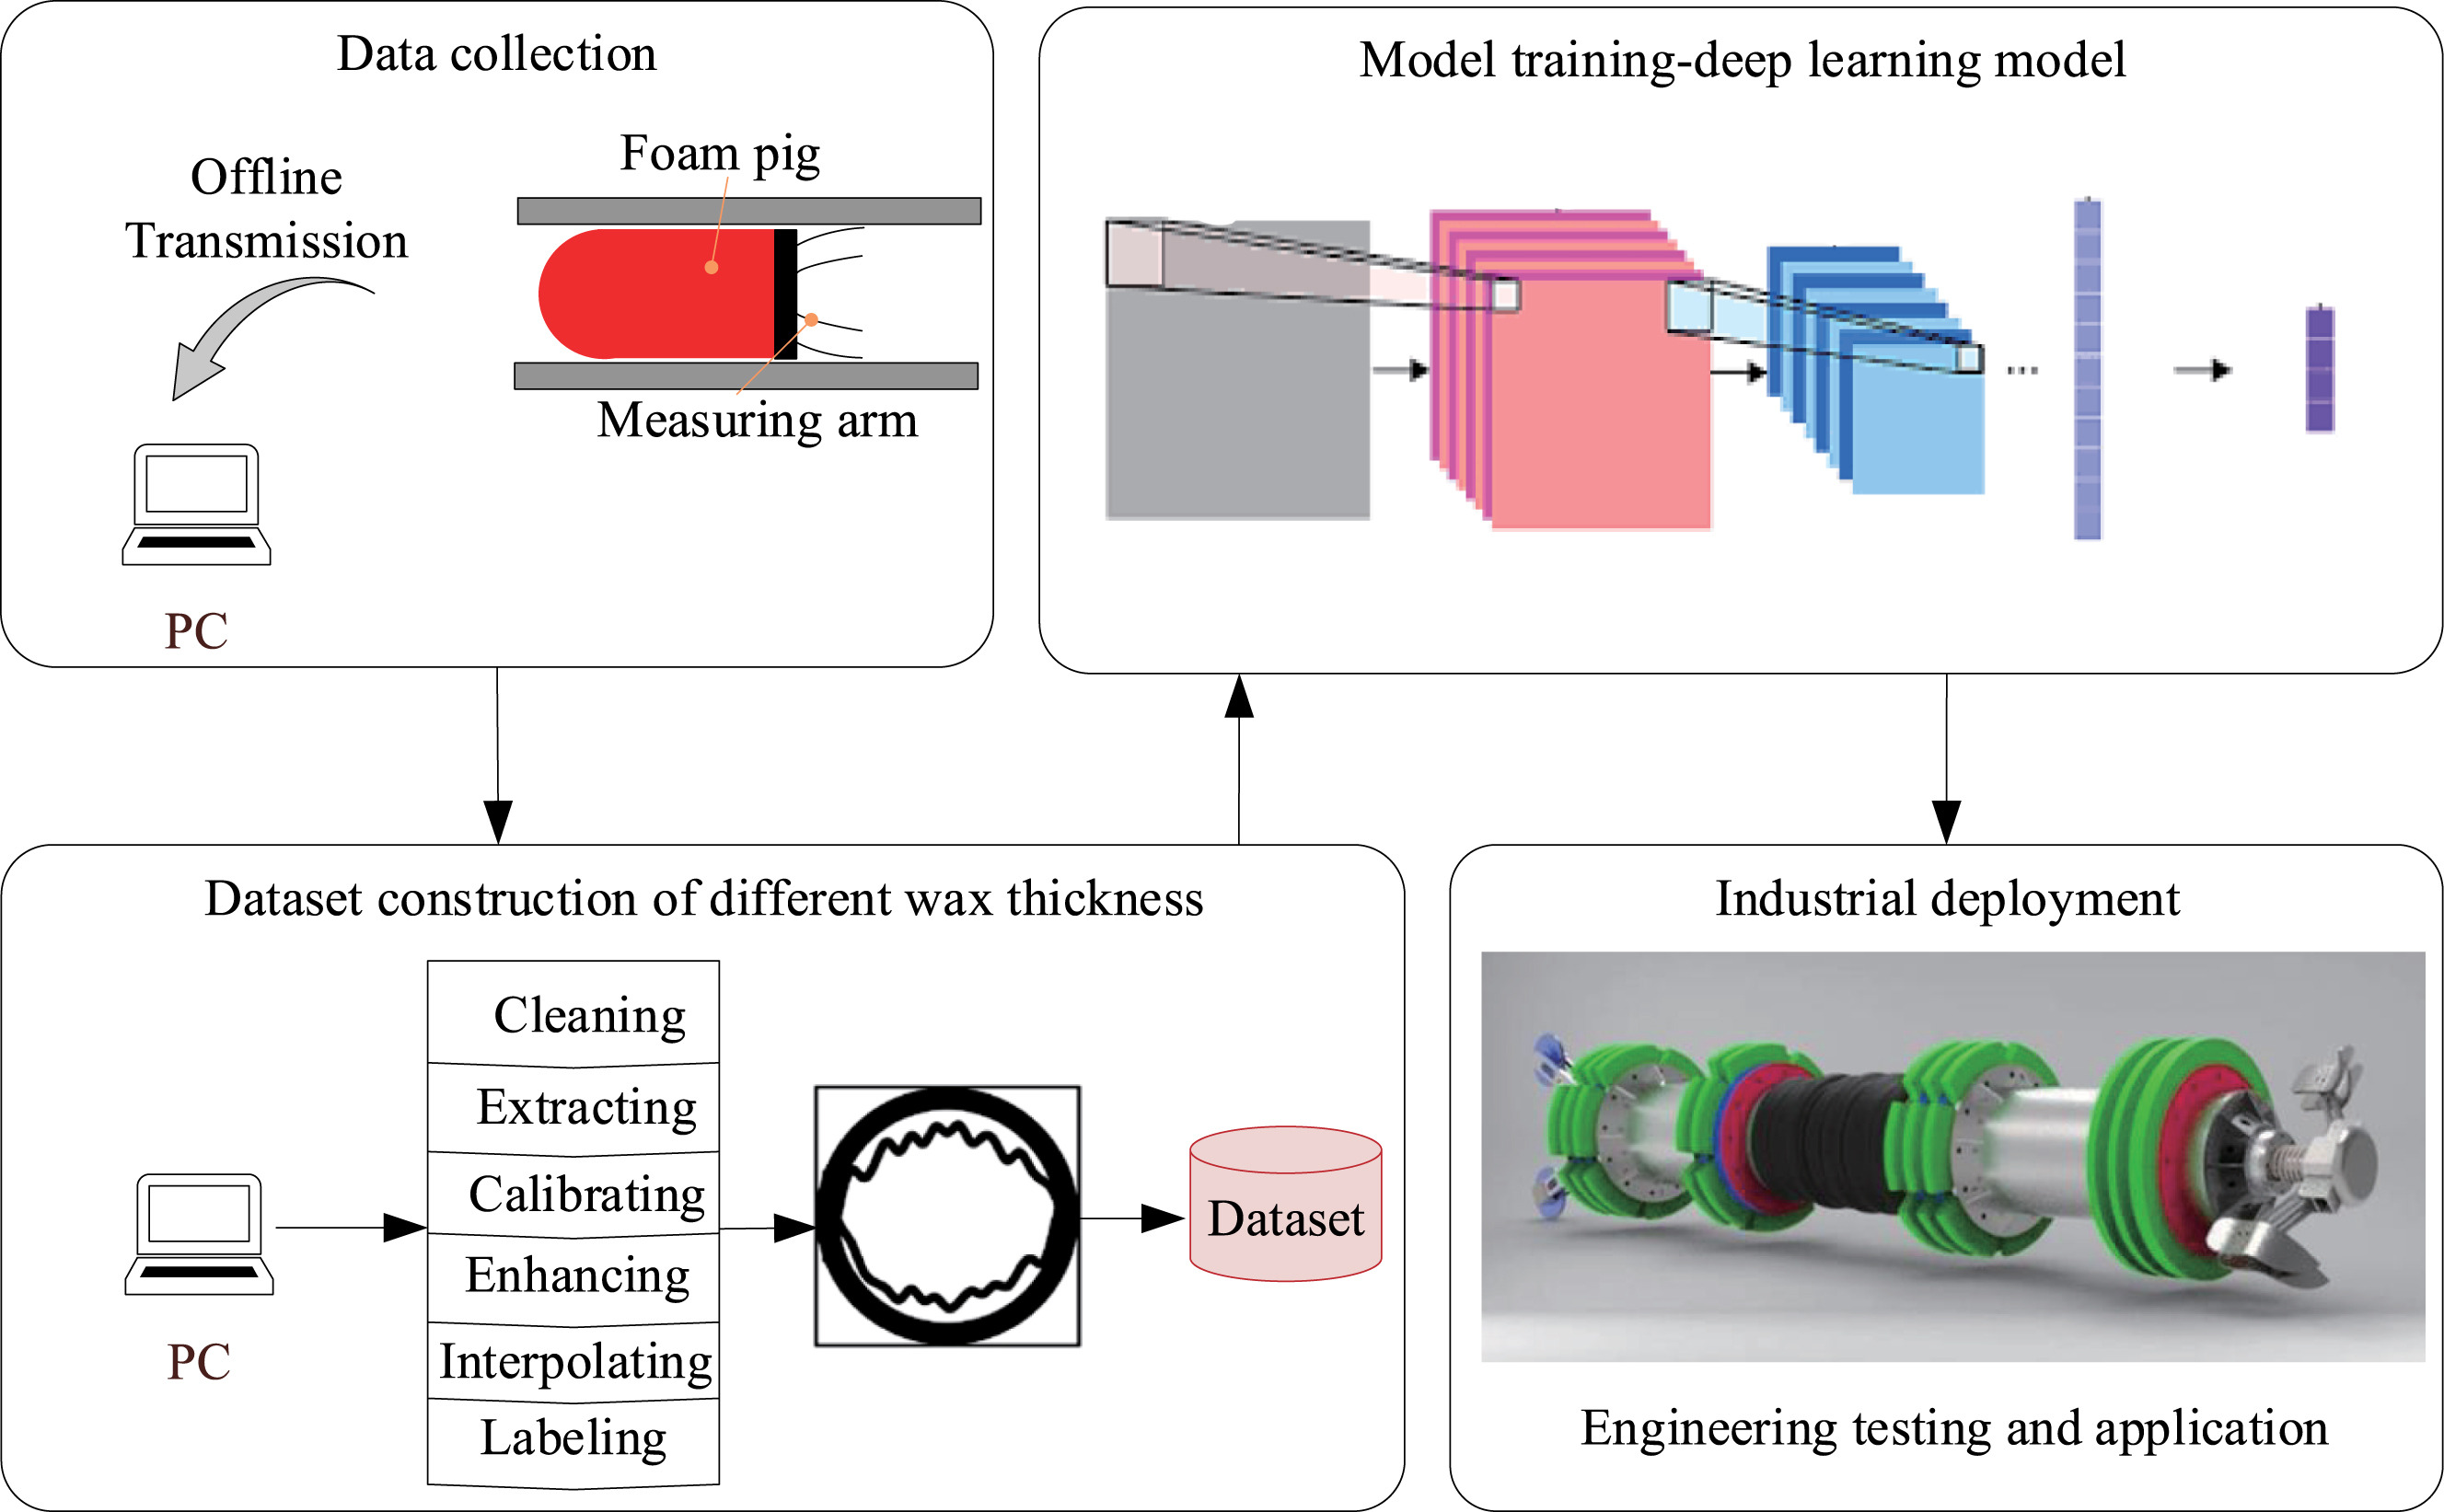 Data collection
Offline
Transmission
Foam pig
Measuring arm
PC
Model training-deep learning model
...
Dataset construction of different wax thickness
Cleaning
Extracting
Calibrating
Enhancing
Interpolating
Labeling
PC
Dataset
Industrial deployment
Engineering testing and application